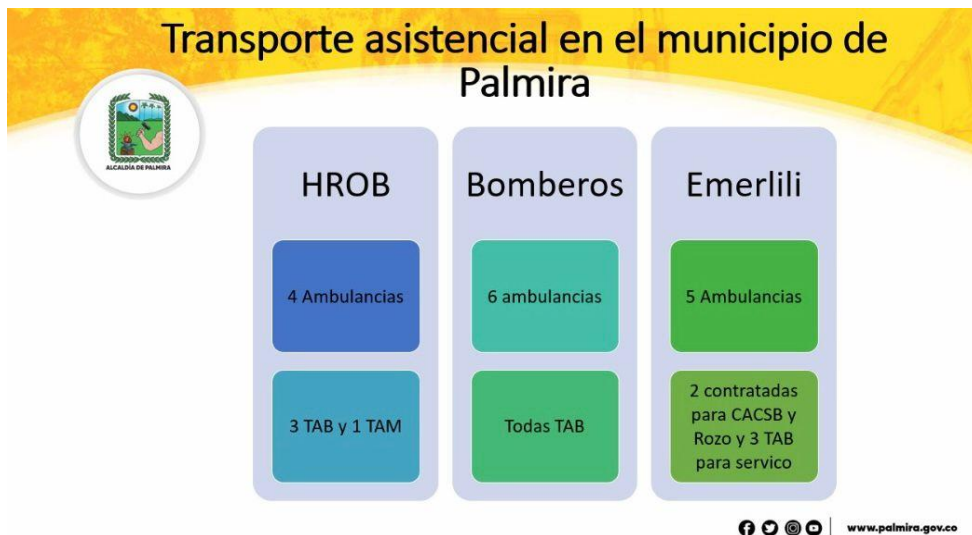 Transporte asistencial en el municipio de
Palmira
ALCALDÍA DE PALMIRA
HROB
4 Ambulancias
3 TAB y 1 TAM
Bomberos
6 ambulancias
Todas TAB
Emerlili
5 Ambulancias
2 contratadas
para CACSB y
Rozo y 3 TAB
para servico
www.palmira.gov.co